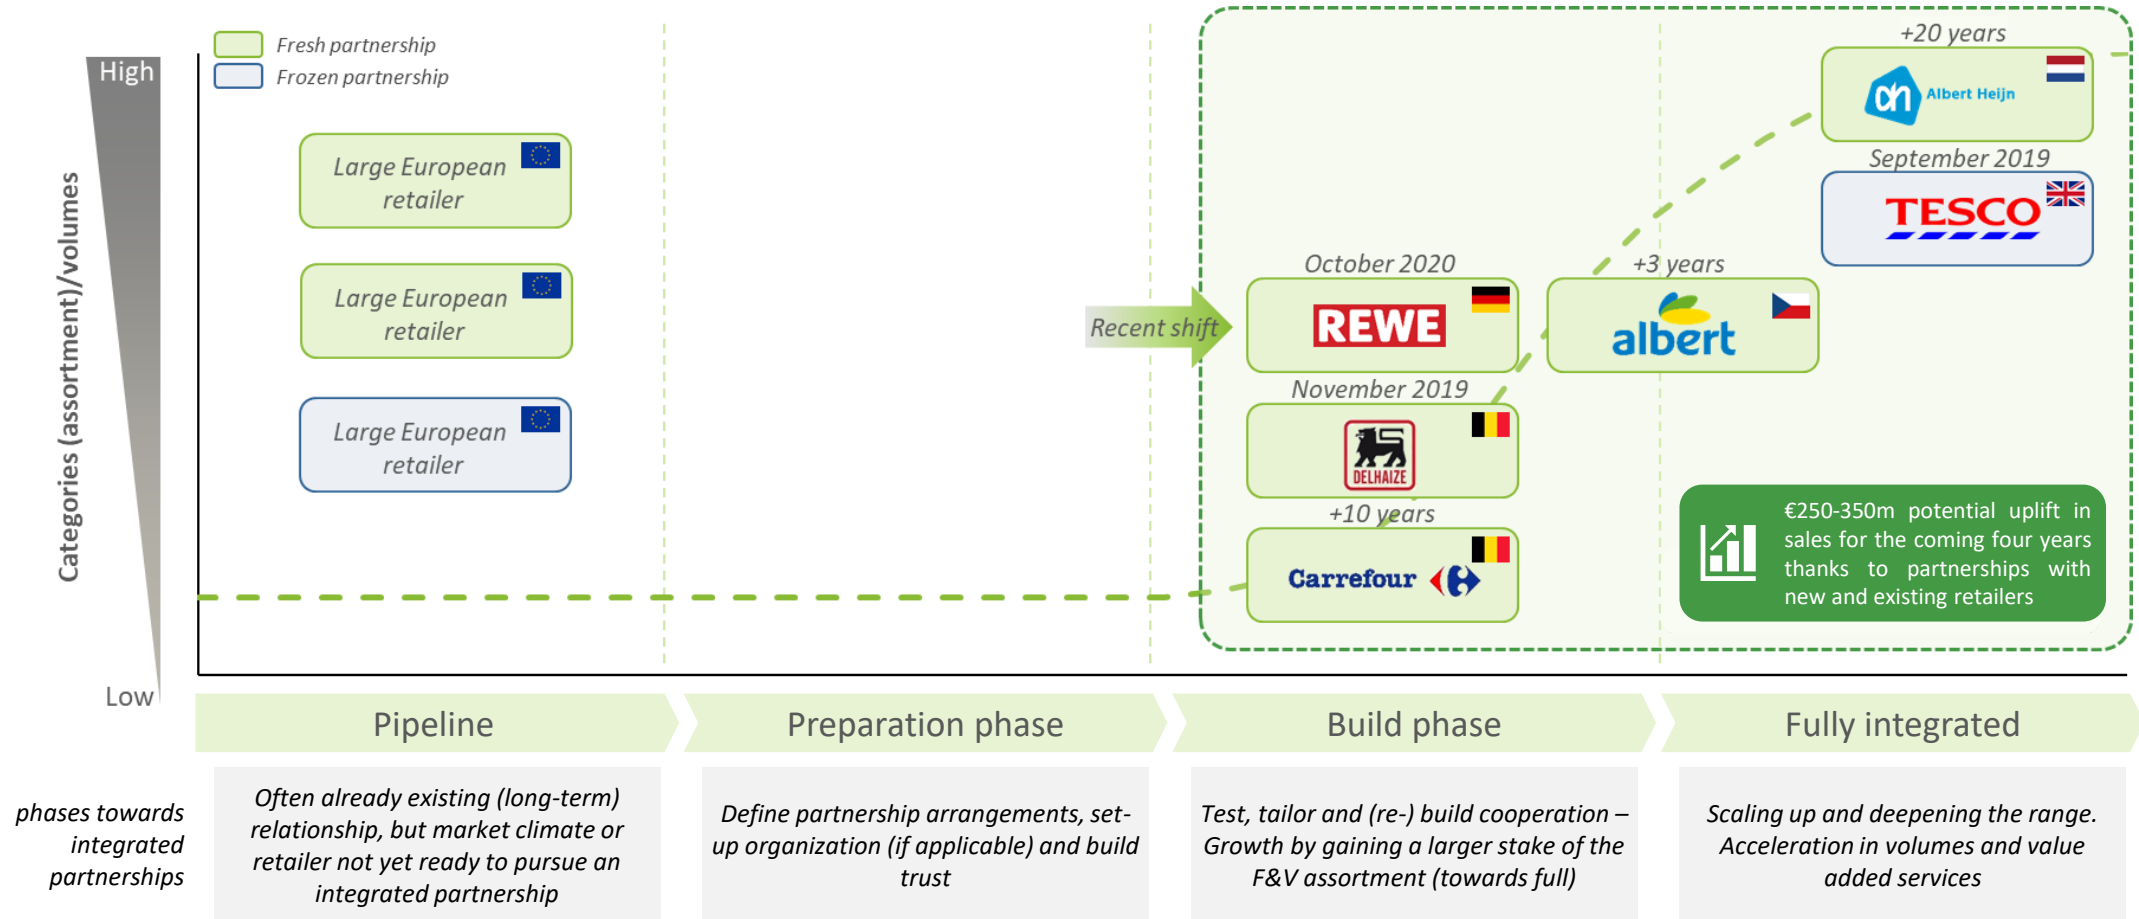 Fresh partnership
Frozen partnership
High
Categories (assortment)/volumes
Low
Large European
retailer
Large European
retailer
Large European
retailer
Recent shift
October 2020
REWE
November 2019
DELHAIZE
+10 years
Carrefour
+3 years
albert
+20 years
ah Albert Heijn
September 2019
TESCO
€250-350m potential uplift in
sales for the coming four years
thanks to partnerships with
new and existing retailers
Pipeline
Preparation phase
Build phase
Fully integrated
phases towards
integrated
partnerships
Often already existing (long-term)
relationship, but market climate or
retailer not yet ready to pursue an
integrated partnership
Define partnership arrangements, set-
up organization (if applicable) and build
trust
Test, tailor and (re-) build cooperation –
Growth by gaining a larger stake of the
F&V assortment (towards full)
Scaling up and deepening the range.
Acceleration in volumes and value
added services